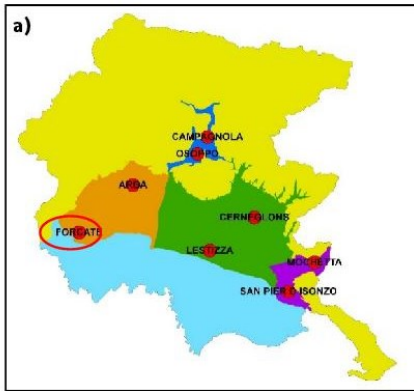 a)
CAMPAGNOLA
OSOPPO
ARBA
CERNEGLONS
FORCATE
LESTIZZA
MOCHETTA
SAN PIER D ISONZO